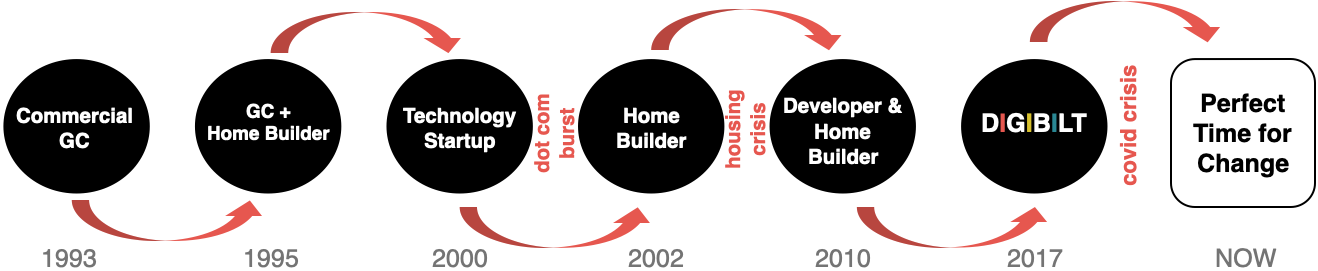 Commercial
GC
GC +
Home Builder
Technology
Startup
dot com
burst
Home
Builder
housing
crisis
Developer &
Home
Builder
DIGIBILT
covid crisis
Perfect
Time for
Change
1993
1995
2000
2002
2010
2017
NOW